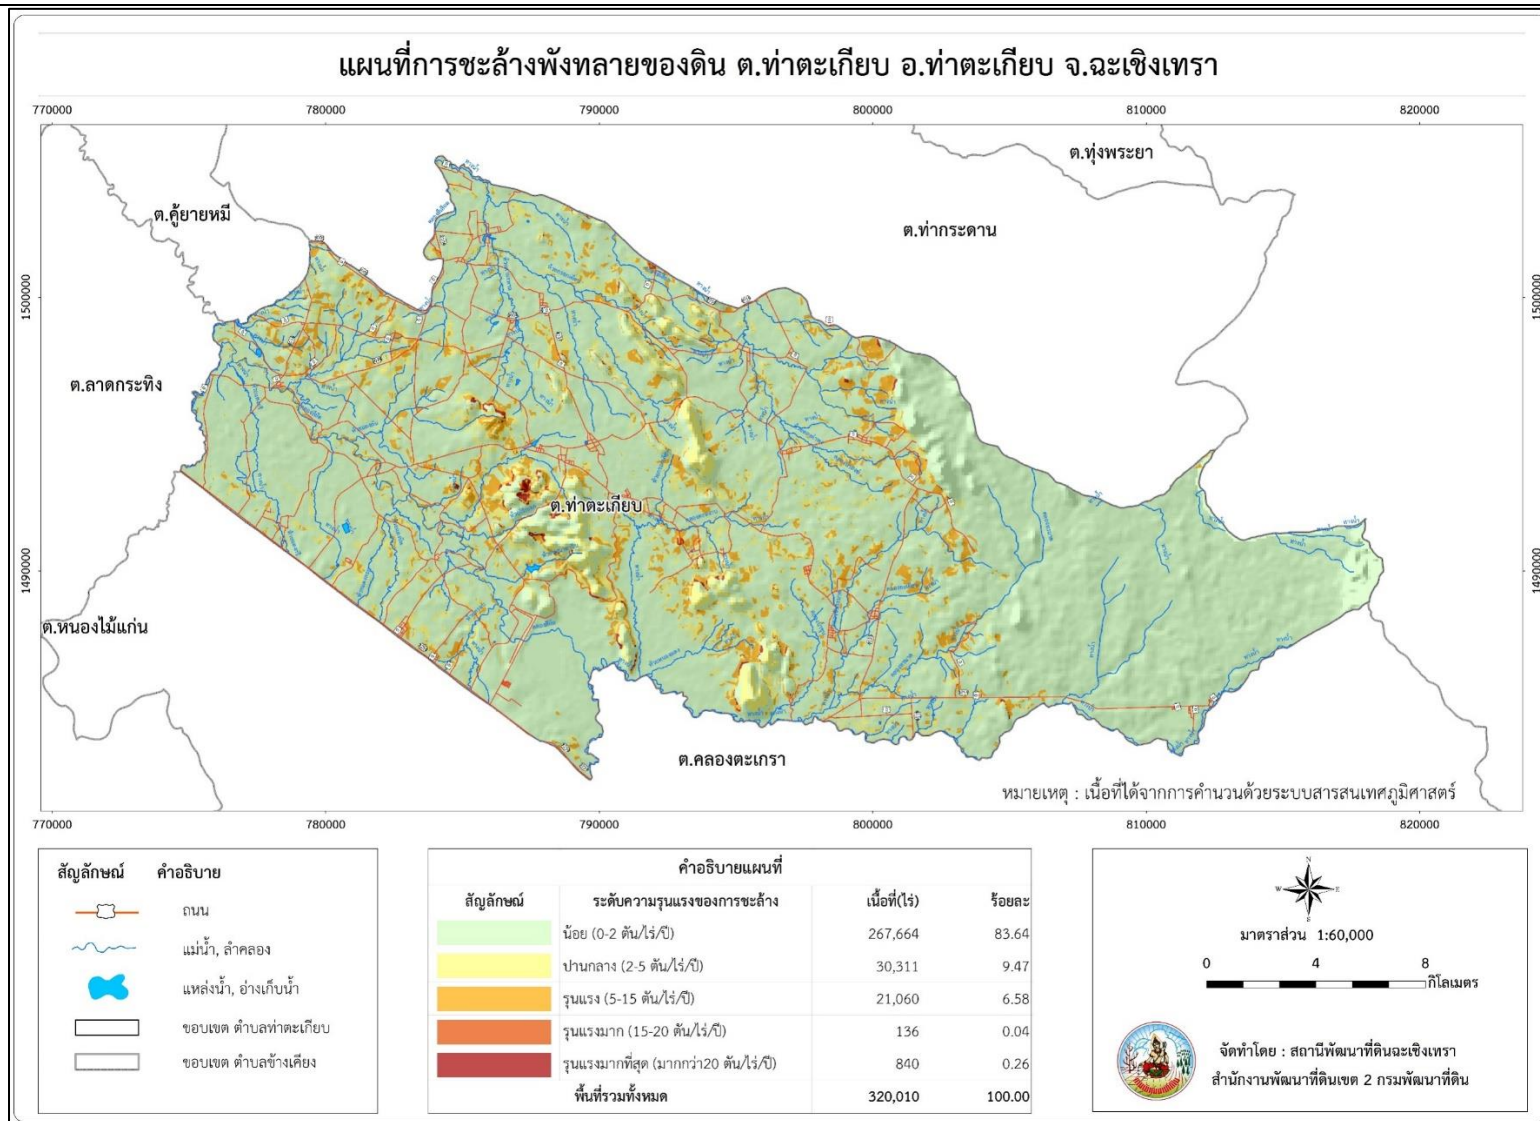 แผนที่การชะล้างพังทลายของดิน ต.ท่าตะเกียบ อ.ท่าตะเกียบ จ.ฉะเชิงเทรา
770000 780000 790000 800000 810000 820000
ต.ทุ่งพระยา
ต.คู้ยายหมี
ต.ท่ากระดาน
1500000 1500000
ต.ลาดกระทิง
ต.ท่าตะเกียบ
1490000 1490000
ต.หนองไม้แก่น
ต.คลองตะเกรา
หมายเหตุ : เนื้อที่ได้จากการคำนวนด้วยระบบสารสนเทศภูมิศาสตร์
770000 780000 790000 800000 810000 820000
สัญลักษณ์ คำอธิบาย
ถนน
แม่น้ำ, ลำคลอง
แหล่งน้ำ, อ่างเก็บน้ำ
ขอบเขต ตำบลท่าตะเกียบ
ขอบเขต ตำบลข้างเคียง
คำอธิบายแผนที่
สัญลักษณ์ ระดับความรุนแรงของการชะล้าง เนื้อที่(ไร่) ร้อยละ
น้อย (0-2 ตัน/ไร่/ปี) 267,664 83.64
ปานกลาง (2-5 ตัน/ไร่/ปี) 30,311 9.47
รุนแรง (5-15 ตัน/ไร่/ปี) 21,060 6.58
รุนแรงมาก (15-20 ตัน/ไร่/ปี) 136 0.04
รุนแรงมากที่สุด (มากกว่า20 ตัน/ไร่/ปี) 840 0.26
พื้นที่รวมทั้งหมด 320,010 100.00
N
W E
S
มาตราส่วน 1:60,000
0 4 8
กิโลเมตร
จัดทำโดย : สถานีพัฒนาที่ดินฉะเชิงเทรา
สำนักงานพัฒนาที่ดินเขต 2 กรมพัฒนาที่ดิน